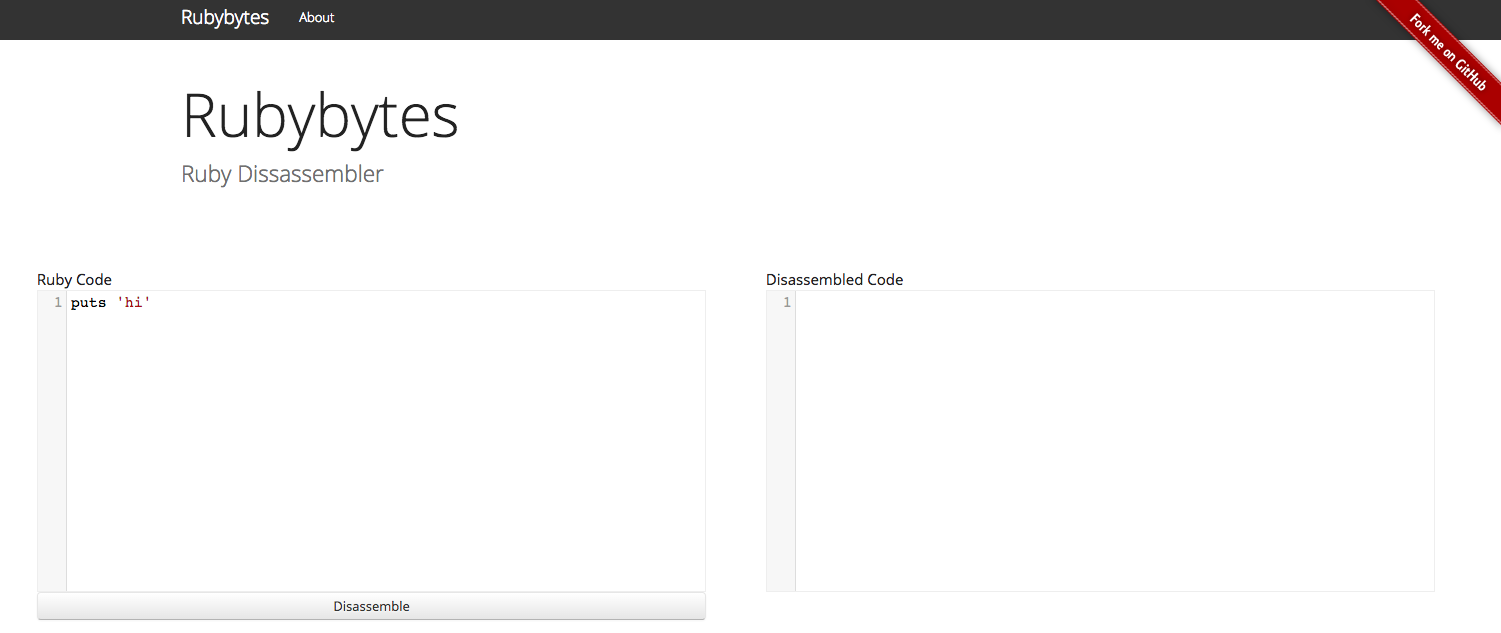 Rubybytes About
Fork me on GitHub
Rubybytes
Ruby Dissassembler
Ruby Code
1 puts 'hi'
Disassemble
Disassembled Code
1